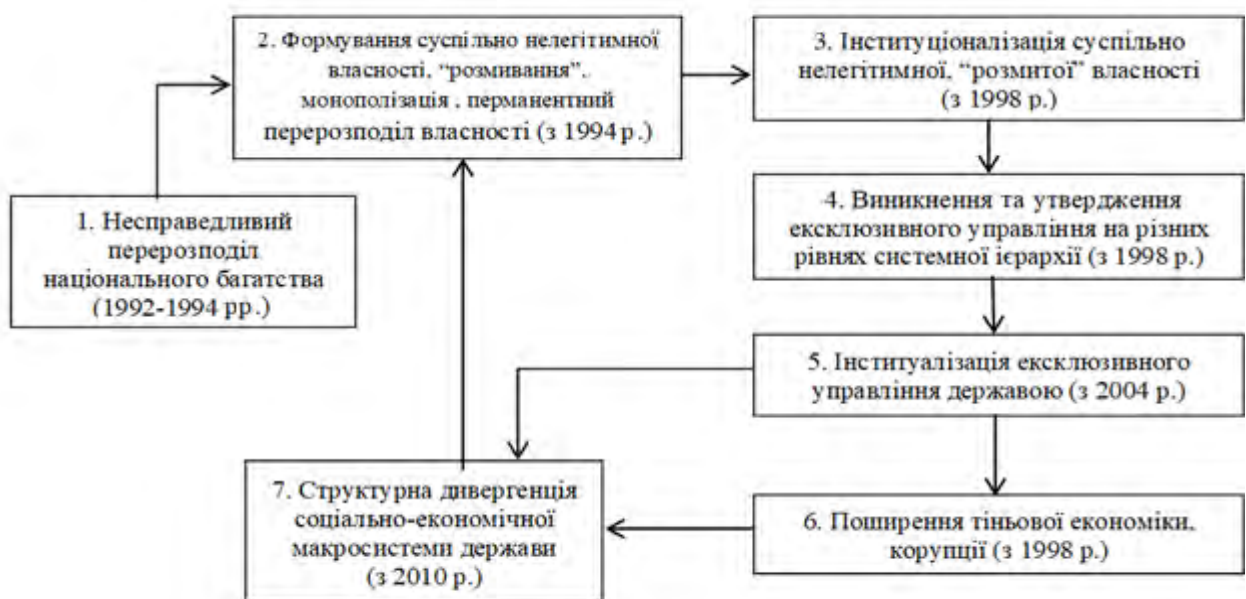 2. Формування суспільно нелегітимної
власності, “розмивання”,
монополізація , перманентний
перерозподіл власності (з 1994 р.)
3. Інституціоналізація суспільно
нелегітимної, “розмитої” власності
(з 1998 р.)
1. Несправедливий
перерозподіл
національного багатства
(1992-1994 рр.)
4. Виникнення та утвердження
ексклюзивного управління на різних
рівнях системної ієрархії (з 1998 р.)
5. Інституалізація ексклюзивного
управління державою (з 2004 р.)
7. Структурна дивергенція
соціально-економічної
макросистеми держави
(з 2010 р.)
6. Поширення тіньової економіки,
корупції (з 1998 р.)